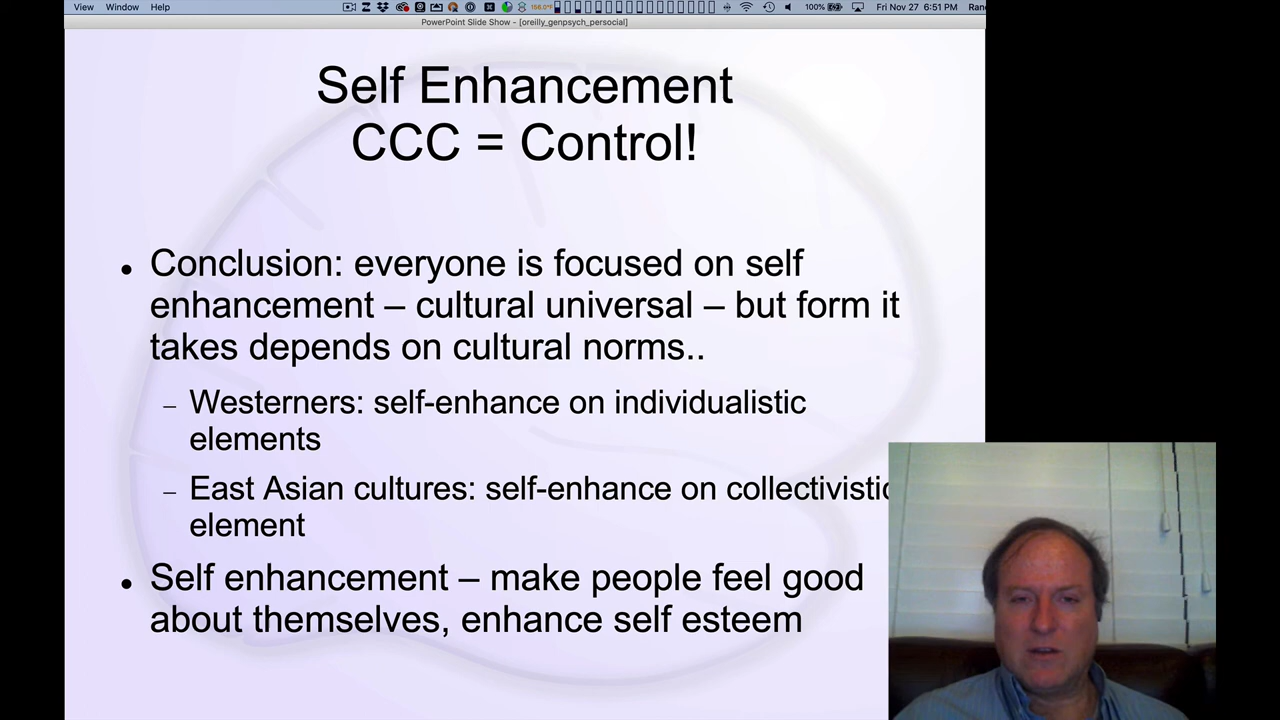 View Window Help 156.0°F 100% Fri Nov 27 6:51 PM Rand
PowerPoint Slide Show - [oreilly_genpsych_persocial]
Self Enhancement
CCC = Control!
• Conclusion: everyone is focused on self
enhancement – cultural universal – but form it
takes depends on cultural norms..
– Westerners: self-enhance on individualistic
elements
– East Asian cultures: self-enhance on collectivistic
element
• Self enhancement – make people feel good
about themselves, enhance self esteem